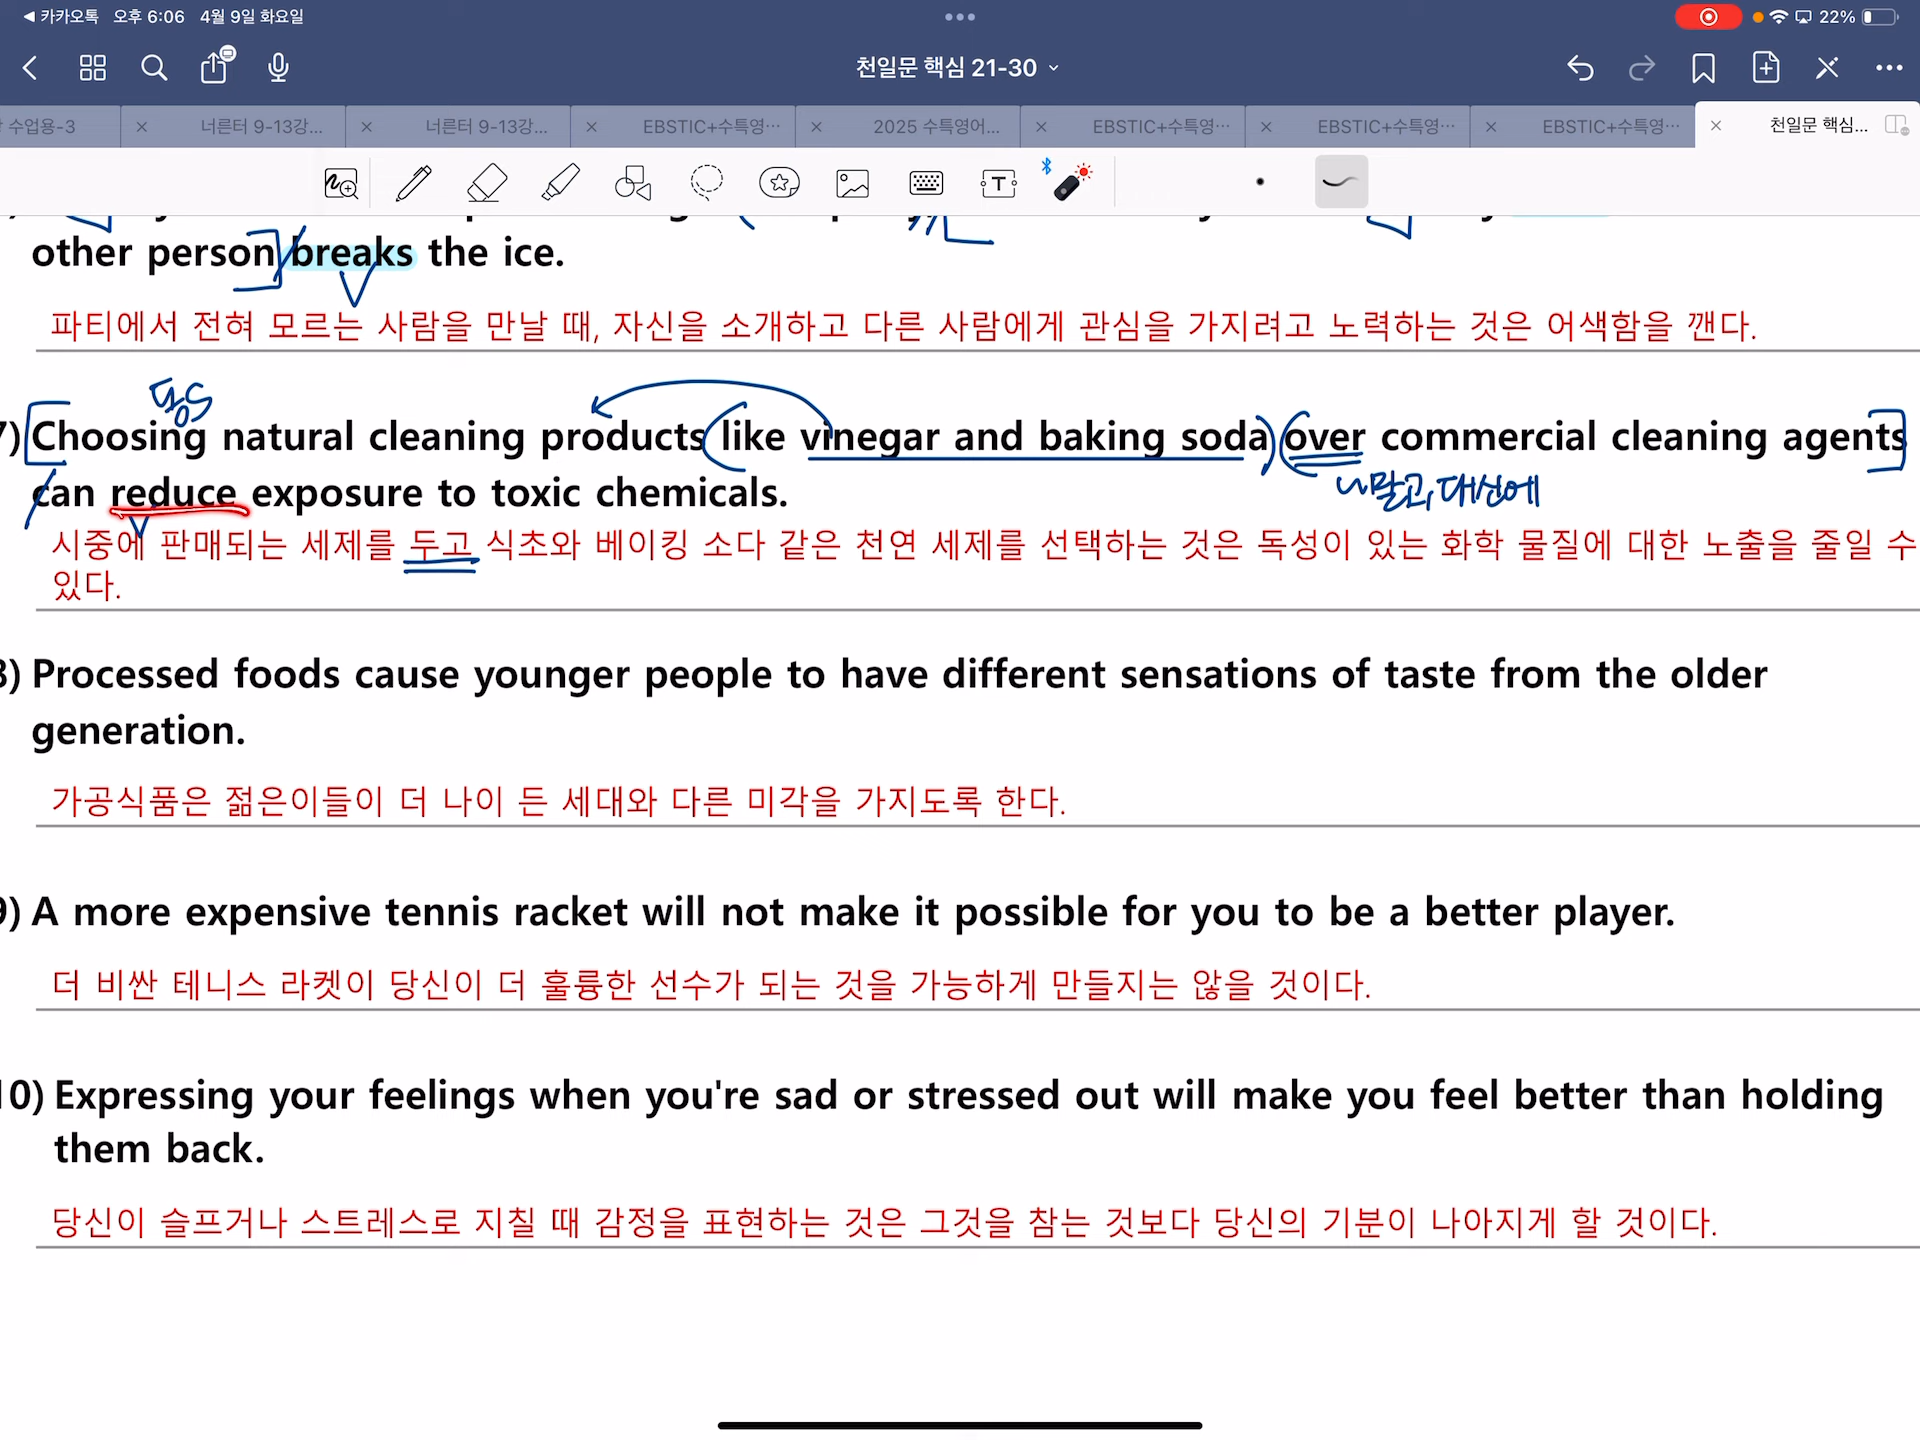 카카오톡 오후 6:06 4월 9일 화요일
22%
천일문 핵심 21-30
수업용-3
너른터 9-13강...
너른터 9-13강...
EBSTIC+수특영...
2025 수특영어...
EBSTIC+수특영...
EBSTIC+수특영...
EBSTIC+수특영...
천일문 핵심...
other person breaks the ice.
파티에서 전혀 모르는 사람을 만날 때, 자신을 소개하고 다른 사람에게 관심을 가지려고 노력하는 것은 어색함을 깬다.
동S
7) Choosing natural cleaning products like vinegar and baking soda over commercial cleaning agents
can reduce exposure to toxic chemicals.
~말고, 대신에
시중에 판매되는 세제를 두고 식초와 베이킹 소다 같은 천연 세제를 선택하는 것은 독성이 있는 화학 물질에 대한 노출을 줄일 수
있다.
8) Processed foods cause younger people to have different sensations of taste from the older
generation.
가공식품은 젊은이들이 더 나이 든 세대와 다른 미각을 가지도록 한다.
9) A more expensive tennis racket will not make it possible for you to be a better player.
더 비싼 테니스 라켓이 당신이 더 훌륭한 선수가 되는 것을 가능하게 만들지는 않을 것이다.
10) Expressing your feelings when you're sad or stressed out will make you feel better than holding
them back.
당신이 슬프거나 스트레스로 지칠 때 감정을 표현하는 것은 그것을 참는 것보다 당신의 기분이 나아지게 할 것이다.